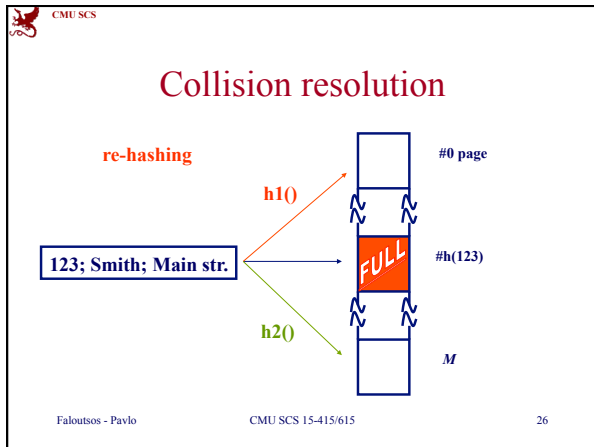 CMU SCS
Collision resolution
re-hashing
#0 page
h1()
123; Smith; Main str.
FULL
#h(123)
h2()
M
Faloutsos - Pavlo
CMU SCS 15-415/615
26